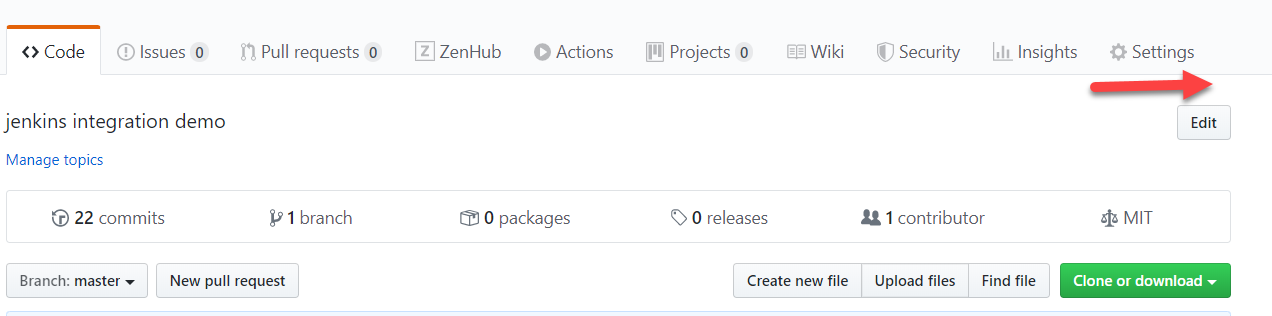 Code Issues 0 Pull requests 0 Z ZenHub Actions Projects 0 Wiki Security Insights Settings
jenkins integration demo Edit
Manage topics
22 commits 1 branch 0 packages 0 releases 1 contributor MIT
Branch: master New pull request Create new file Upload files Find file Clone or download